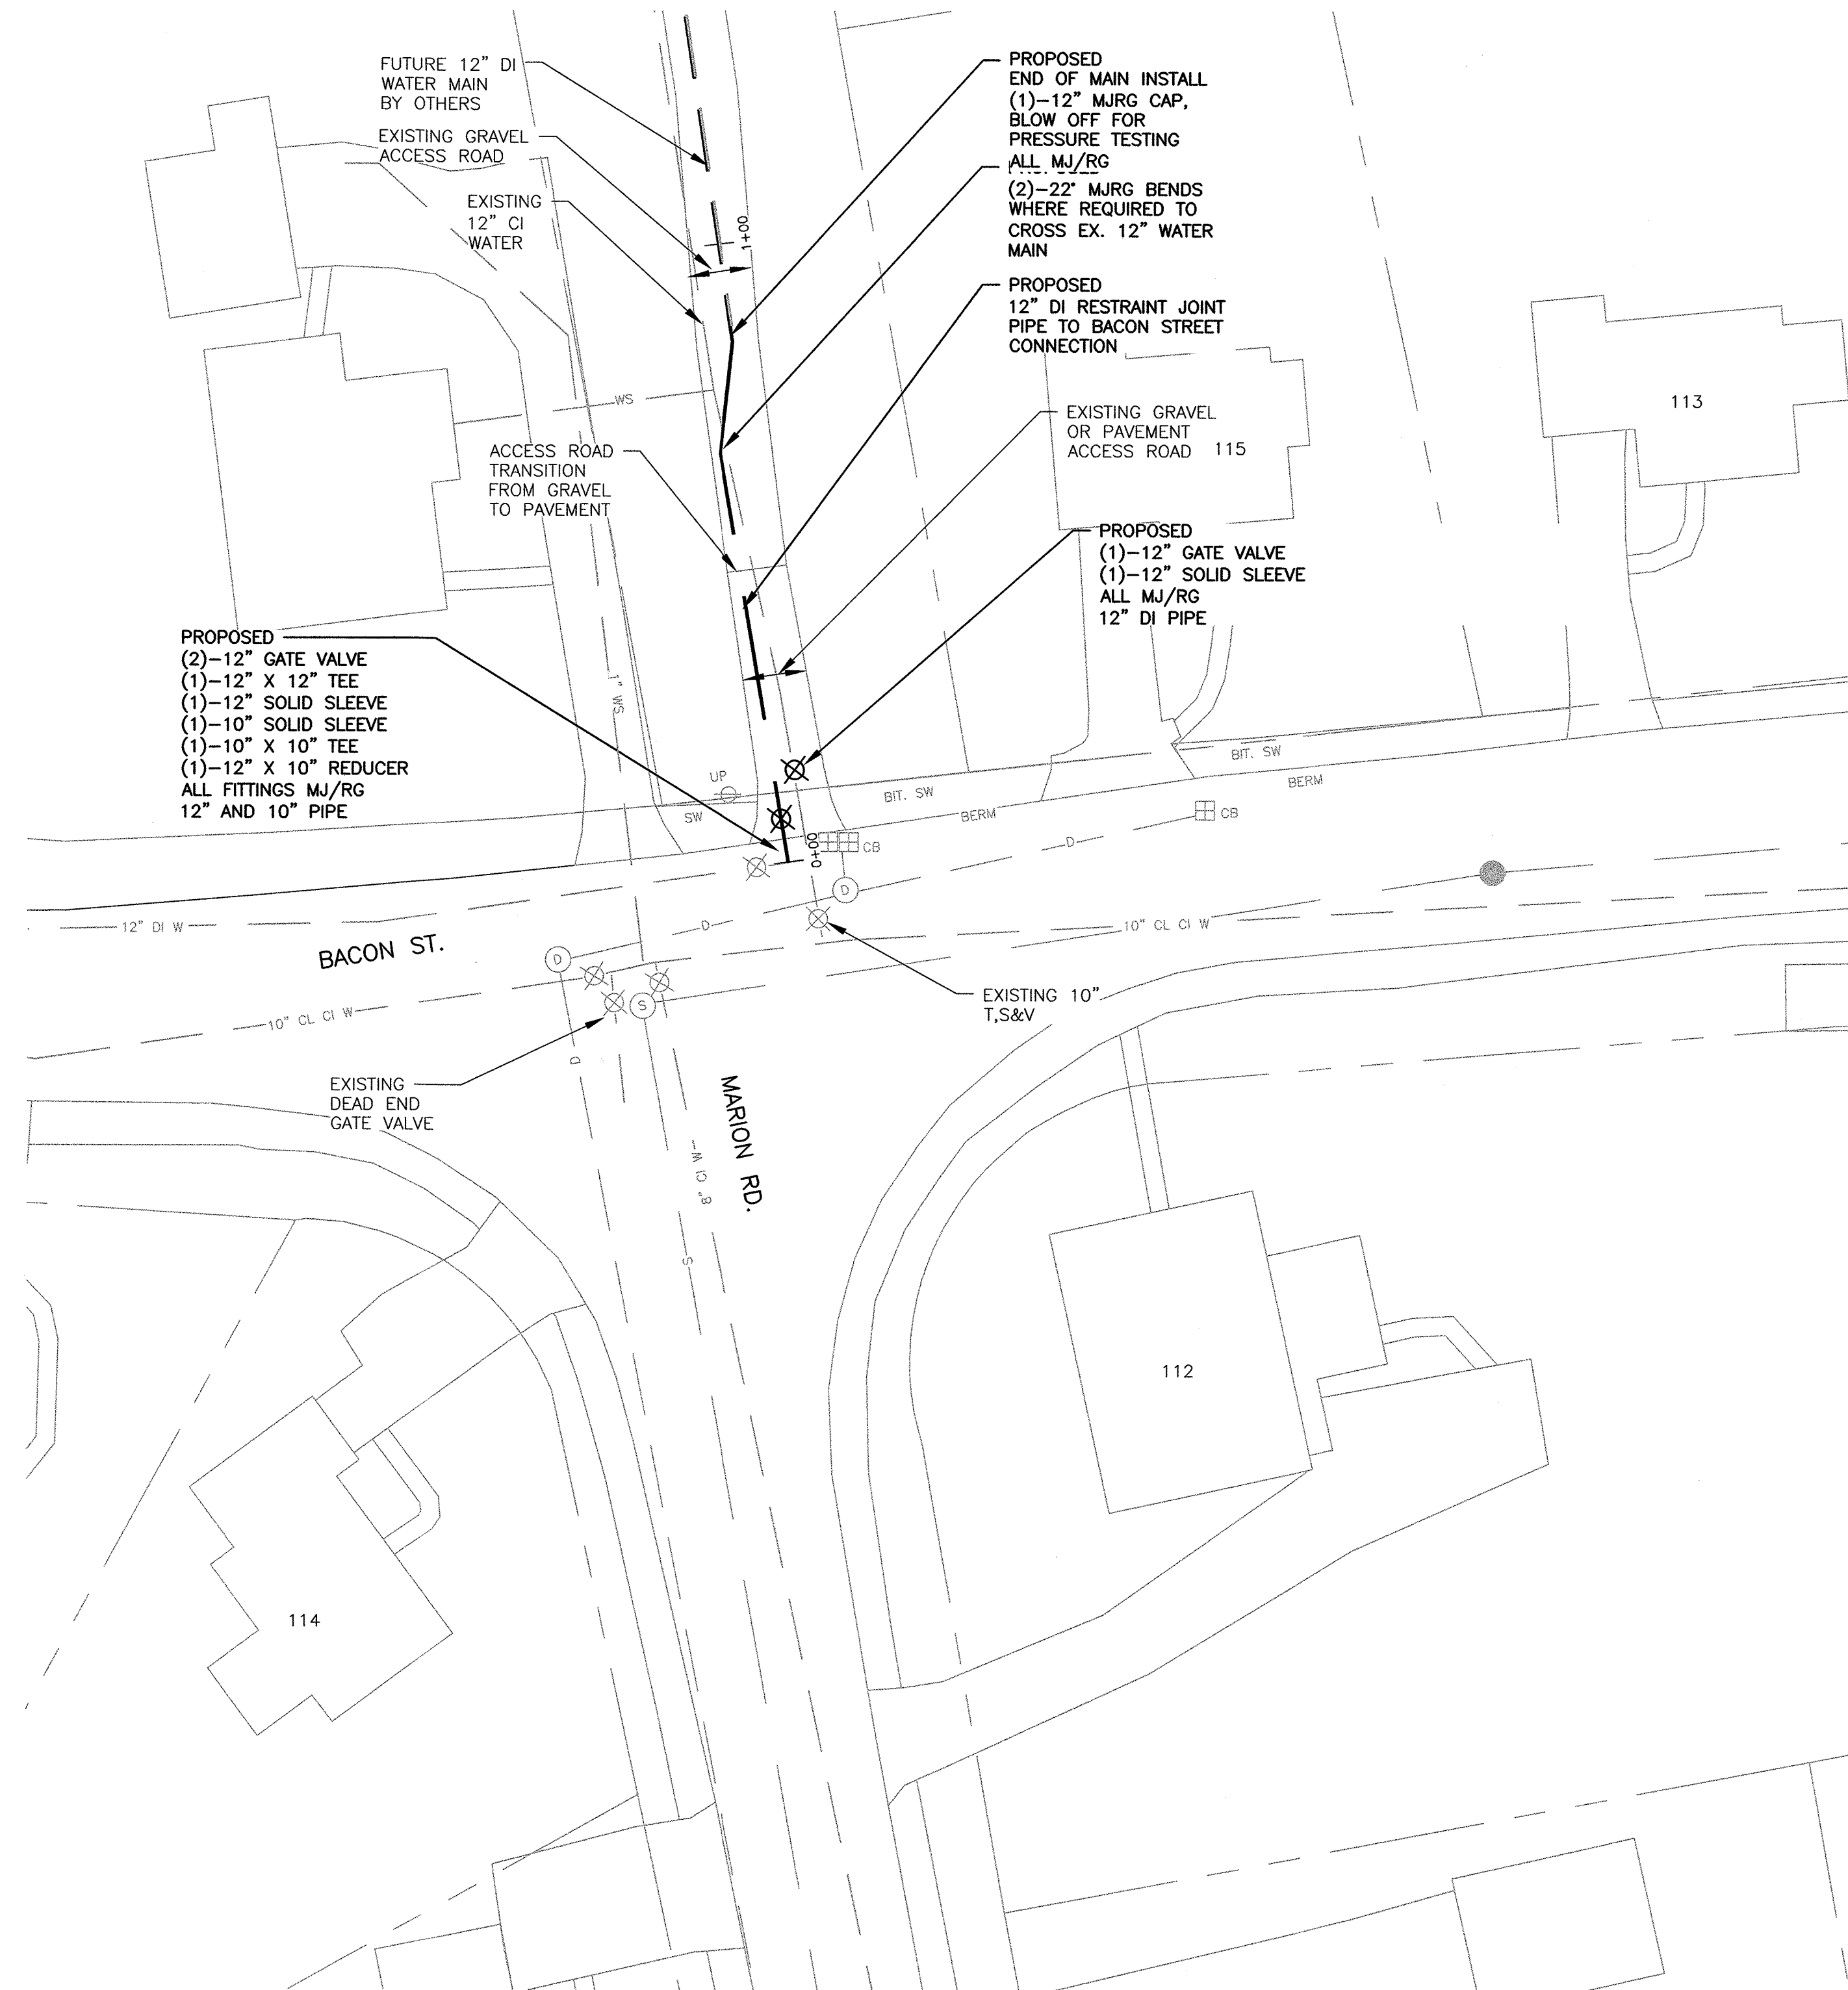 FUTURE 12" DI
WATER MAIN
BY OTHERS
EXISTING GRAVEL
ACCESS ROAD
EXISTING
12" CI
WATER
1+00
PROPOSED
END OF MAIN INSTALL
(1)-12" MJRG CAP,
BLOW OFF FOR
PRESSURE TESTING
ALL MJ/RG
(2)-22° MJRG BENDS
WHERE REQUIRED TO
CROSS EX. 12" WATER
MAIN
PROPOSED
12" DI RESTRAINT JOINT
PIPE TO BACON STREET
CONNECTION
WS
EXISTING GRAVEL
OR PAVEMENT
ACCESS ROAD
115
113
ACCESS ROAD
TRANSITION
FROM GRAVEL
TO PAVEMENT
PROPOSED
(1)-12" GATE VALVE
(1)-12" SOLID SLEEVE
ALL MJ/RG
12" DI PIPE
PROPOSED
(2)-12" GATE VALVE
(1)-12" X 12" TEE
(1)-12" SOLID SLEEVE
(1)-10" SOLID SLEEVE
(1)-10" X 10" TEE
(1)-12" X 10" REDUCER
ALL FITTINGS MJ/RG
12" AND 10" PIPE
1" WS
UP
SW
BIT. SW
BERM
BIT. SW
BERM
CB
CB
0+00
D
D
D
D
12" DI W
BACON ST.
10" CL CI W
10" CL CI W
S
EXISTING 10"
T,S&V
EXISTING
DEAD END
GATE VALVE
D
MARION RD.
8" CI W
S
112
114